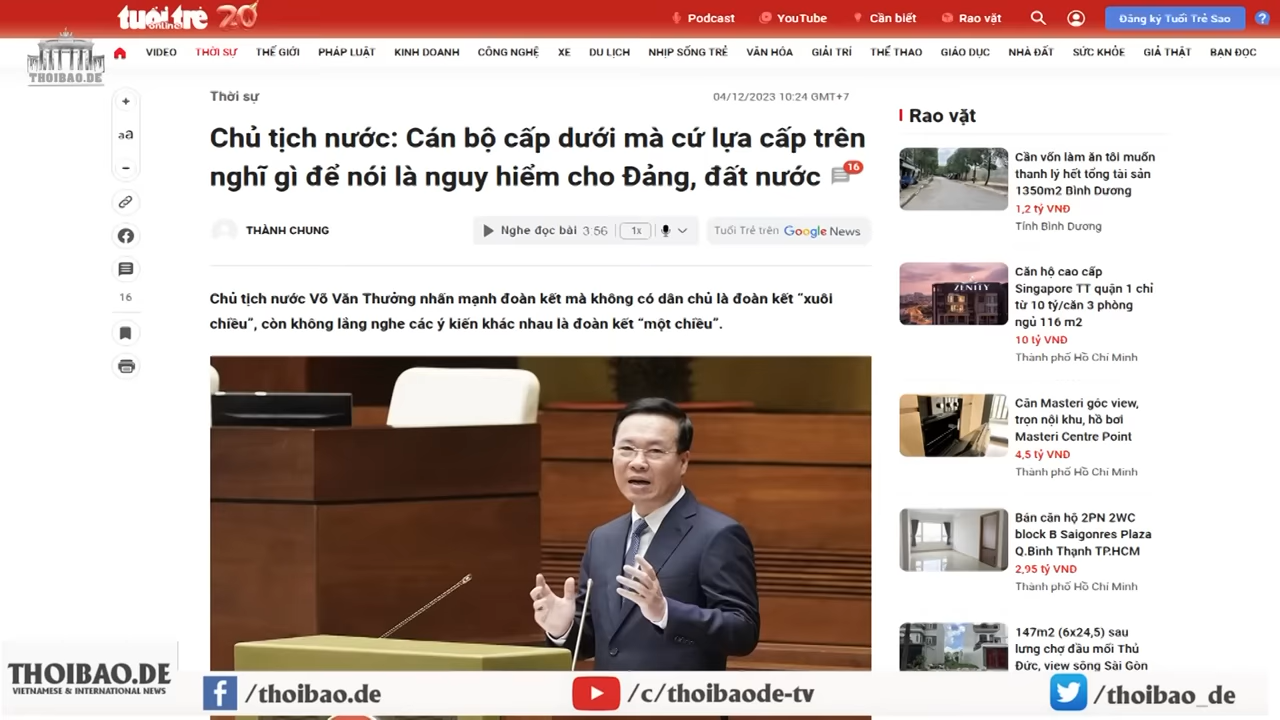 tuổi trẻ
online
20
Podcast
YouTube
Cần biết
Rao vặt
Đăng ký Tuổi Trẻ Sao
?
THOIBAO.DE
VIDEO
THỜI SỰ
THẾ GIỚI
PHÁP LUẬT
KINH DOANH
CÔNG NGHỆ
XE
DU LỊCH
NHỊP SỐNG TRẺ
VĂN HÓA
GIẢI TRÍ
THỂ THAO
GIÁO DỤC
NHÀ ĐẤT
SỨC KHỎE
GIẢ THẬT
BẠN ĐỌC
+
aa
−
16
Thời sự
04/12/2023 10:24 GMT+7
Chủ tịch nước: Cán bộ cấp dưới mà cứ lựa cấp trên
nghĩ gì để nói là nguy hiểm cho Đảng, đất nước
16
THÀNH CHUNG
Nghe đọc bài 3:56
1x
Tuổi Trẻ trên Google News
Chủ tịch nước Võ Văn Thưởng nhấn mạnh đoàn kết mà không có dân chủ là đoàn kết “xuôi
chiều”, còn không lắng nghe các ý kiến khác nhau là đoàn kết “một chiều”.
Rao vặt
Cần vốn làm ăn tôi muốn
thanh lý hết tổng tài sản
1350m2 Bình Dương
1,2 tỷ VNĐ
Tỉnh Bình Dương
ZENITY
Căn hộ cao cấp
Singapore TT quận 1 chỉ
từ 10 tỷ/căn 3 phòng
ngủ 116 m2
10 tỷ VNĐ
Thành phố Hồ Chí Minh
Căn Masteri góc view,
trọn nội khu, hồ bơi
Masteri Centre Point
4,5 tỷ VNĐ
Thành phố Hồ Chí Minh
Bán căn hộ 2PN 2WC
block B Saigonres Plaza
Q.Bình Thạnh TP.HCM
2,95 tỷ VNĐ
Thành phố Hồ Chí Minh
147m2 (6x24,5) sau
lưng chợ đầu mối Thủ
Đức, view sông Sài Gòn
THOIBAO.DE
VIETNAMESE & INTERNATIONAL NEWS
/thoibao.de
/c/thoibaode-tv
/thoibao_de